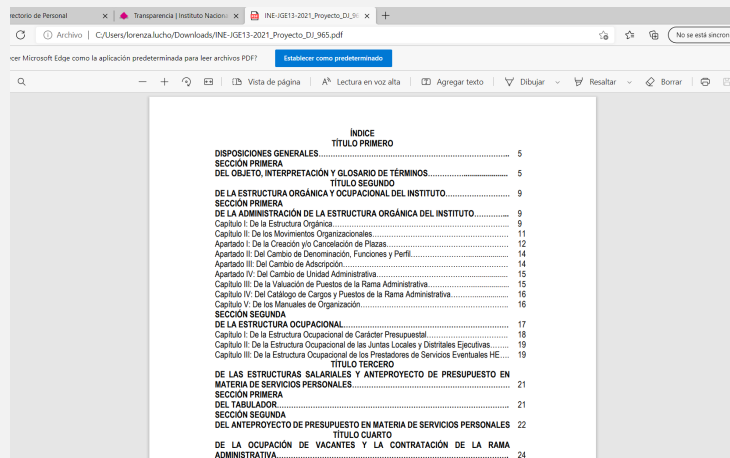 rectorio de Personal
Transparencia | Instituto Naciona
INE-JGE13-2021_Proyecto_DJ_96
Archivo | C:/Users/lorenza.lucho/Downloads/INE-JGE13-2021_Proyecto_DJ_965.pdf
No se está sincron
cer Microsoft Edge como la aplicación predeterminada para leer archivos PDF?
Establecer como predeterminado
Vista de página
Lectura en voz alta
Agregar texto
Dibujar
Resaltar
Borrar
ÍNDICE
TÍTULO PRIMERO
DISPOSICIONES GENERALES 5
SECCIÓN PRIMERA
DEL OBJETO, INTERPRETACIÓN Y GLOSARIO DE TÉRMINOS 5
TÍTULO SEGUNDO
DE LA ESTRUCTURA ORGÁNICA Y OCUPACIONAL DEL INSTITUTO 9
SECCIÓN PRIMERA
DE LA ADMINISTRACIÓN DE LA ESTRUCTURA ORGÁNICA DEL INSTITUTO 9
Capítulo I: De la Estructura Orgánica 9
Capítulo II: De los Movimientos Organizacionales 11
Apartado I: De la Creación y/o Cancelación de Plazas 12
Apartado II: Del Cambio de Denominación, Funciones y Perfil 14
Apartado III: Del Cambio de Adscripción 14
Apartado IV: Del Cambio de Unidad Administrativa 15
Capítulo III: De la Valuación de Puestos de la Rama Administrativa 15
Capítulo IV: Del Catálogo de Cargos y Puestos de la Rama Administrativa 16
Capítulo V: De los Manuales de Organización 16
SECCIÓN SEGUNDA
DE LA ESTRUCTURA OCUPACIONAL 17
Capítulo I: De la Estructura Ocupacional de Carácter Presupuestal 18
Capítulo II: De la Estructura Ocupacional de las Juntas Locales y Distritales Ejecutivas 19
Capítulo III: De la Estructura Ocupacional de los Prestadores de Servicios Eventuales HE 19
TÍTULO TERCERO
DE LAS ESTRUCTURAS SALARIALES Y ANTEPROYECTO DE PRESUPUESTO EN
MATERIA DE SERVICIOS PERSONALES 21
SECCIÓN PRIMERA
DEL TABULADOR 21
SECCIÓN SEGUNDA
DEL ANTEPROYECTO DE PRESUPUESTO EN MATERIA DE SERVICIOS PERSONALES 22
TÍTULO CUARTO
DE LA OCUPACIÓN DE VACANTES Y LA CONTRATACIÓN DE LA RAMA
ADMINISTRATIVA 24